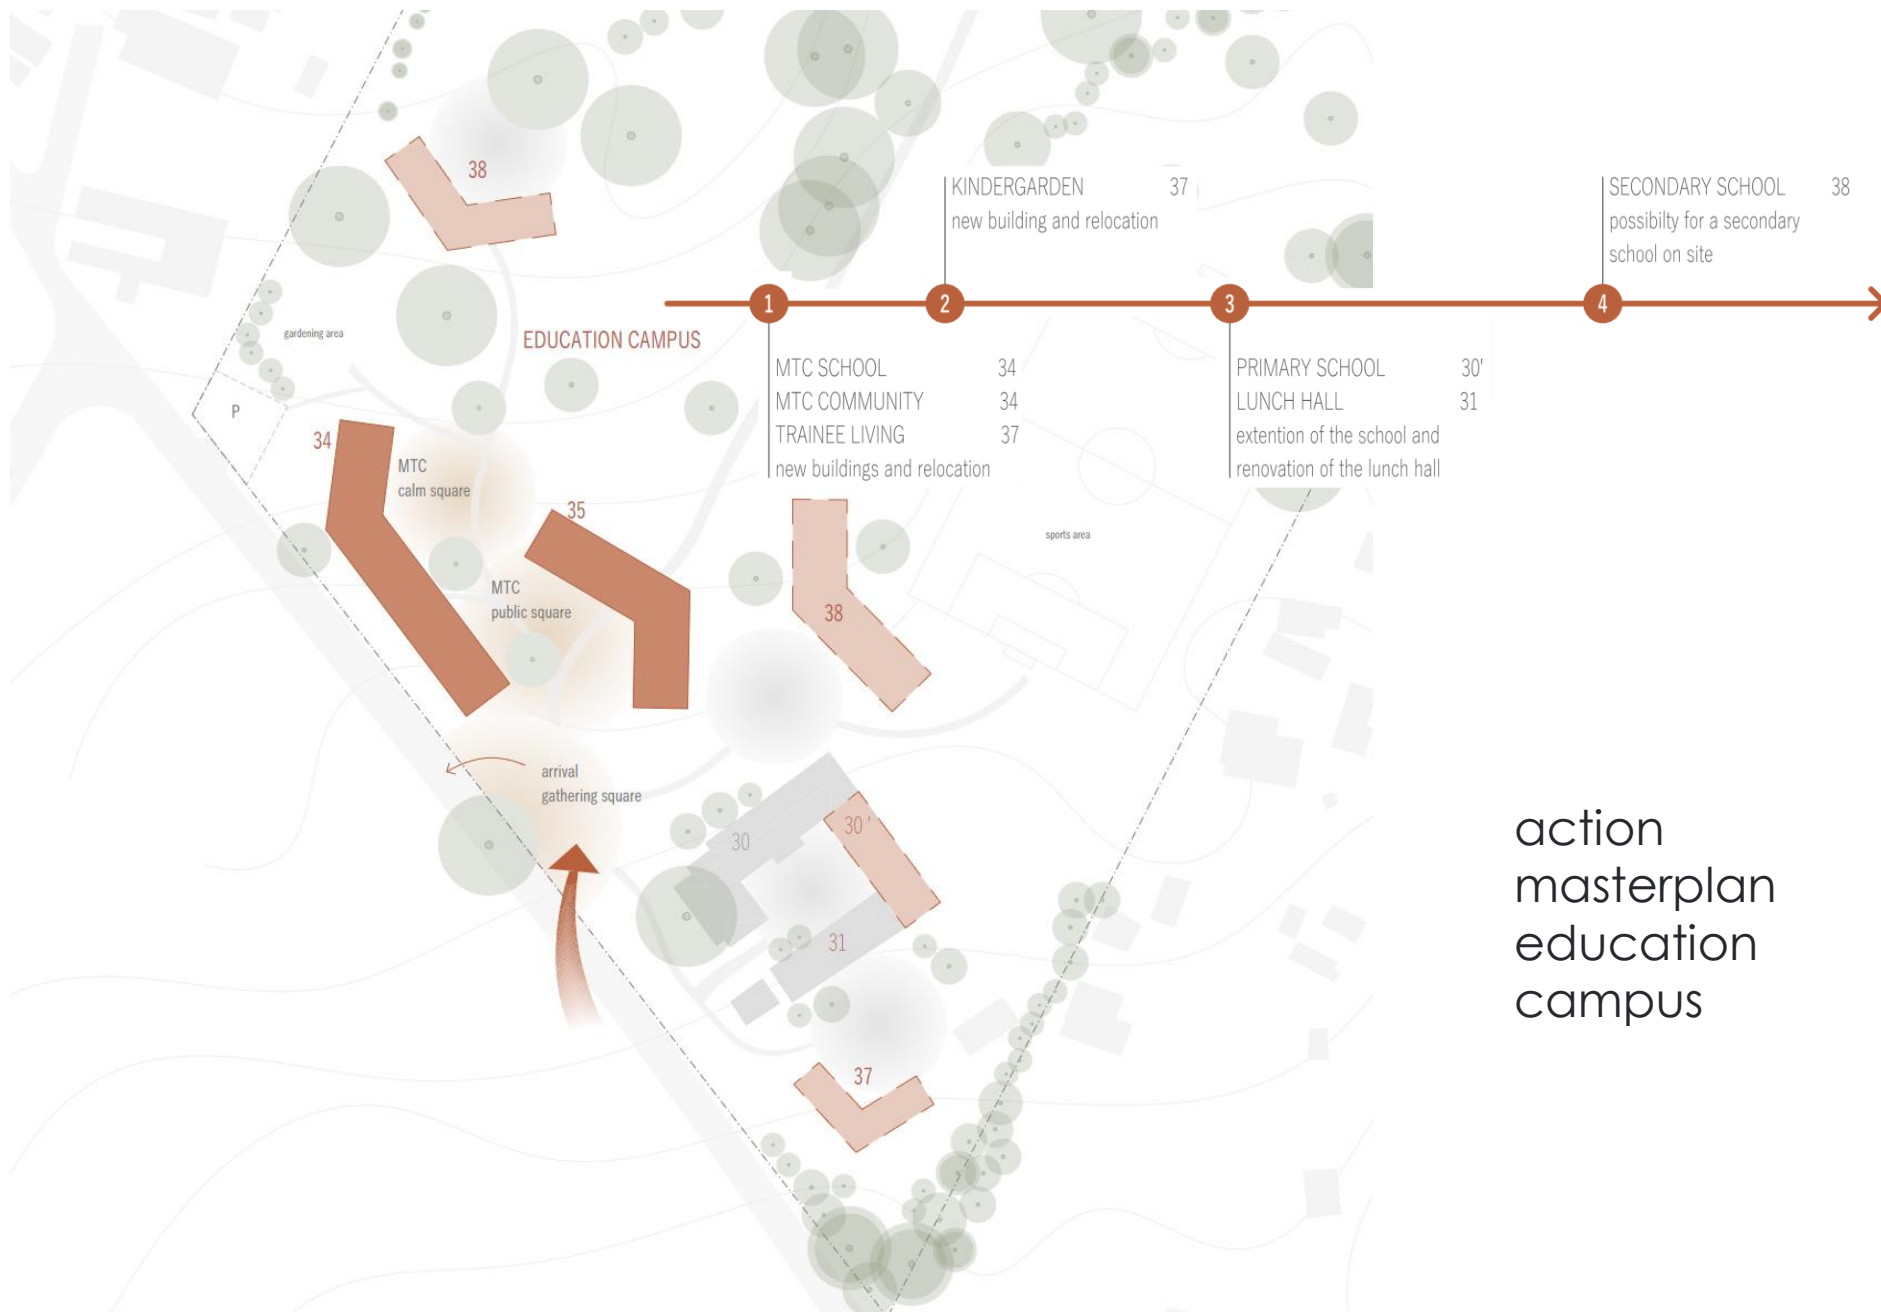 38
KINDERGARDEN 37
new building and relocation
SECONDARY SCHOOL 38
possibilty for a secondary
school on site
1
2
3
4
gardening area
EDUCATION CAMPUS
MTC SCHOOL 34
MTC COMMUNITY 34
TRAINEE LIVING 37
new buildings and relocation
PRIMARY SCHOOL 30'
LUNCH HALL 31
extention of the school and
renovation of the lunch hall
P
34
MTC
calm square
35
sports area
MTC
public square
38
arrival
gathering square
30
30 '
31
37
action
masterplan
education
campus